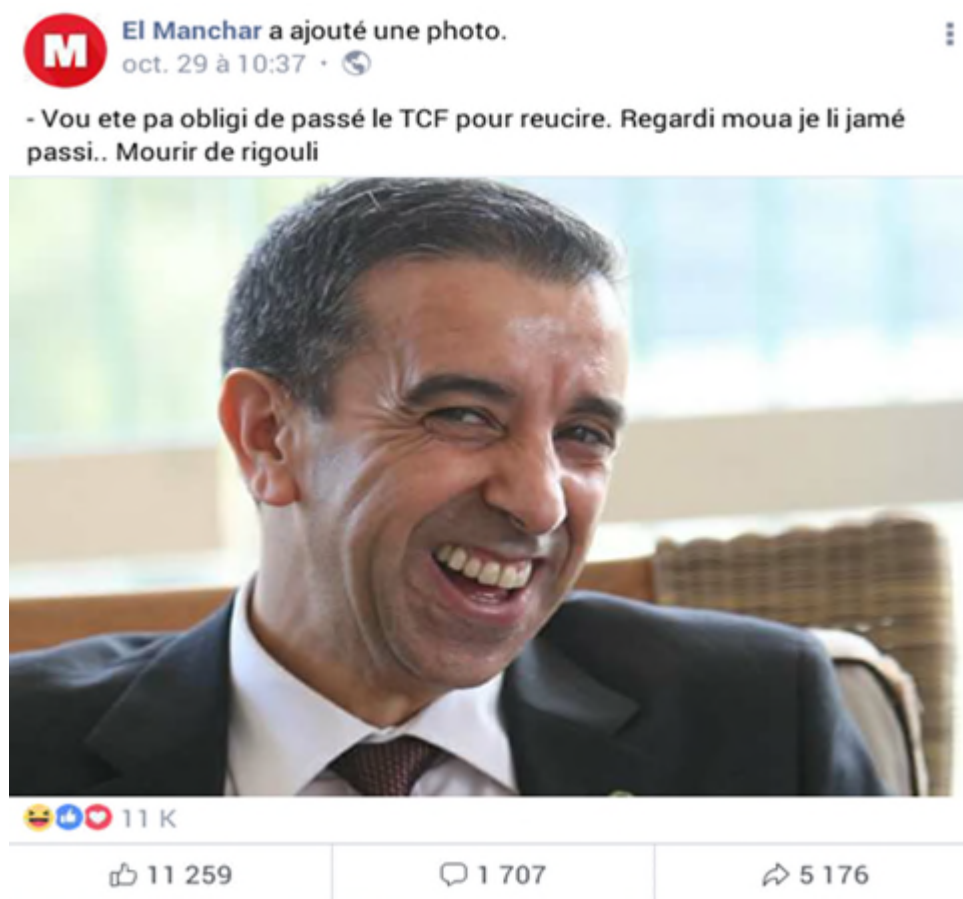 M
El Manchar a ajouté une photo.
oct. 29 à 10:37 ·
- Vou ete pa obligi de passé le TCF pour reucire. Regardi moua je li jamé
passi.. Mourir de rigouli
11 K
11 259 1 707 5 176